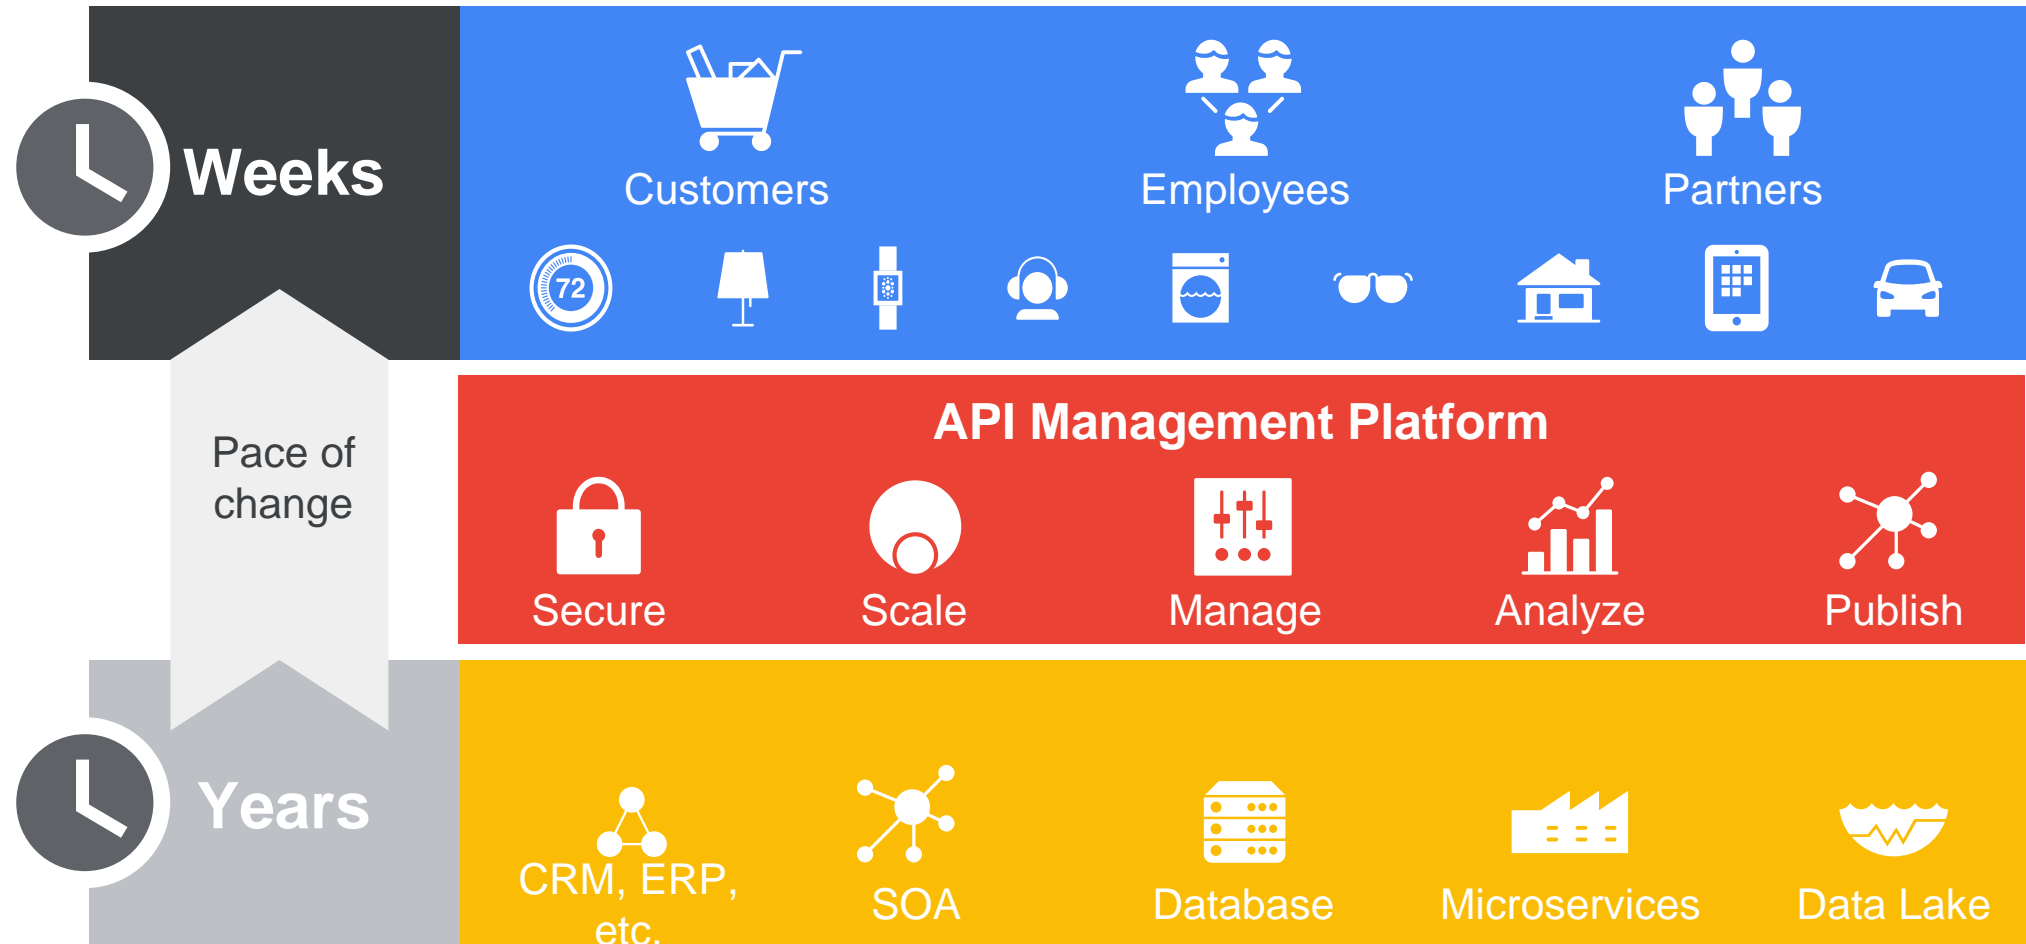 Weeks
Customers
Employees
Partners
72
Pace of
change
API Management Platform
Secure
Scale
Manage
Analyze
Publish
Years
CRM, ERP,
etc.
SOA
Database
Microservices
Data Lake